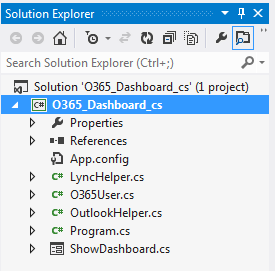 Solution Explorer
Search Solution Explorer (Ctrl+;)
Solution 'O365_Dashboard_cs' (1 project)
C# O365_Dashboard_cs
Properties
References
App.config
C# LyncHelper.cs
C# O365User.cs
C# OutlookHelper.cs
C# Program.cs
ShowDashboard.cs